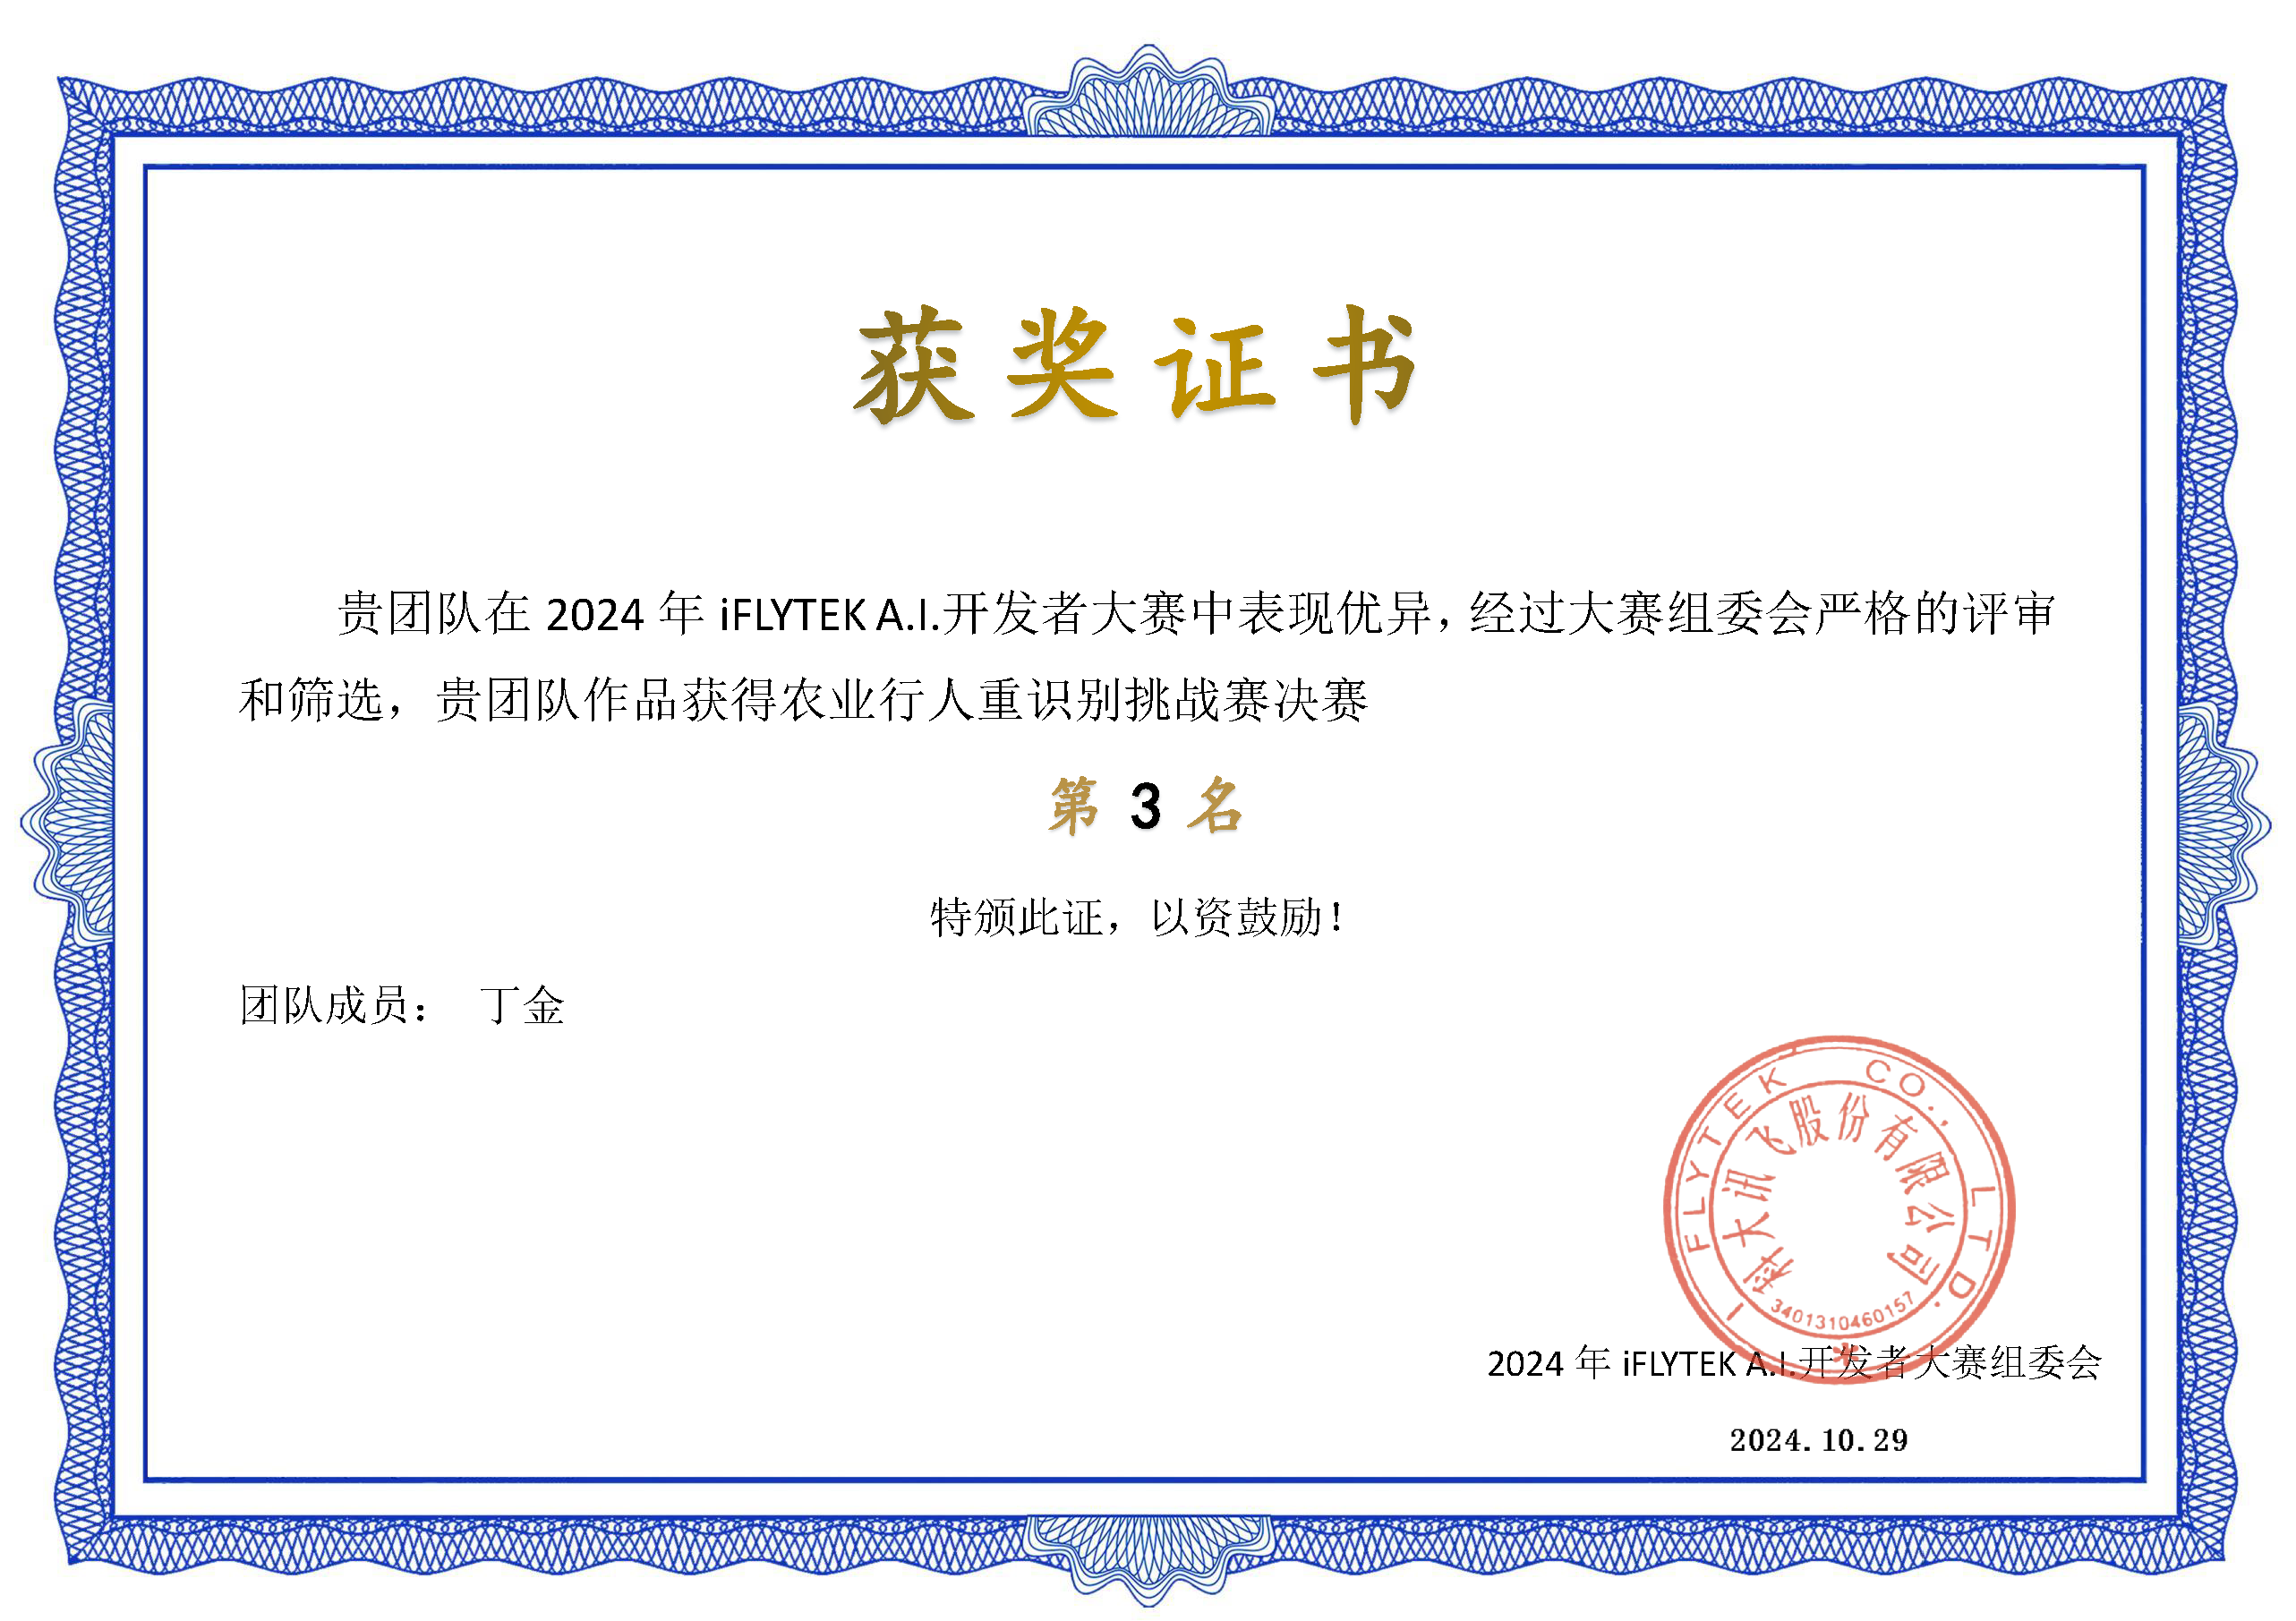 获奖证书
贵团队在 2024 年 iFLYTEK A.I.开发者大赛中表现优异，经过大赛组委会严格的评审
和筛选，贵团队作品获得农业行人重识别挑战赛决赛
第 3 名
特颁此证，以资鼓励！
团队成员： 丁金
I FLYTEK CO., LTD.
科大讯飞股份有限公司
3401310460157
2024 年 iFLYTEK A.I.开发者大赛组委会
2024.10.29